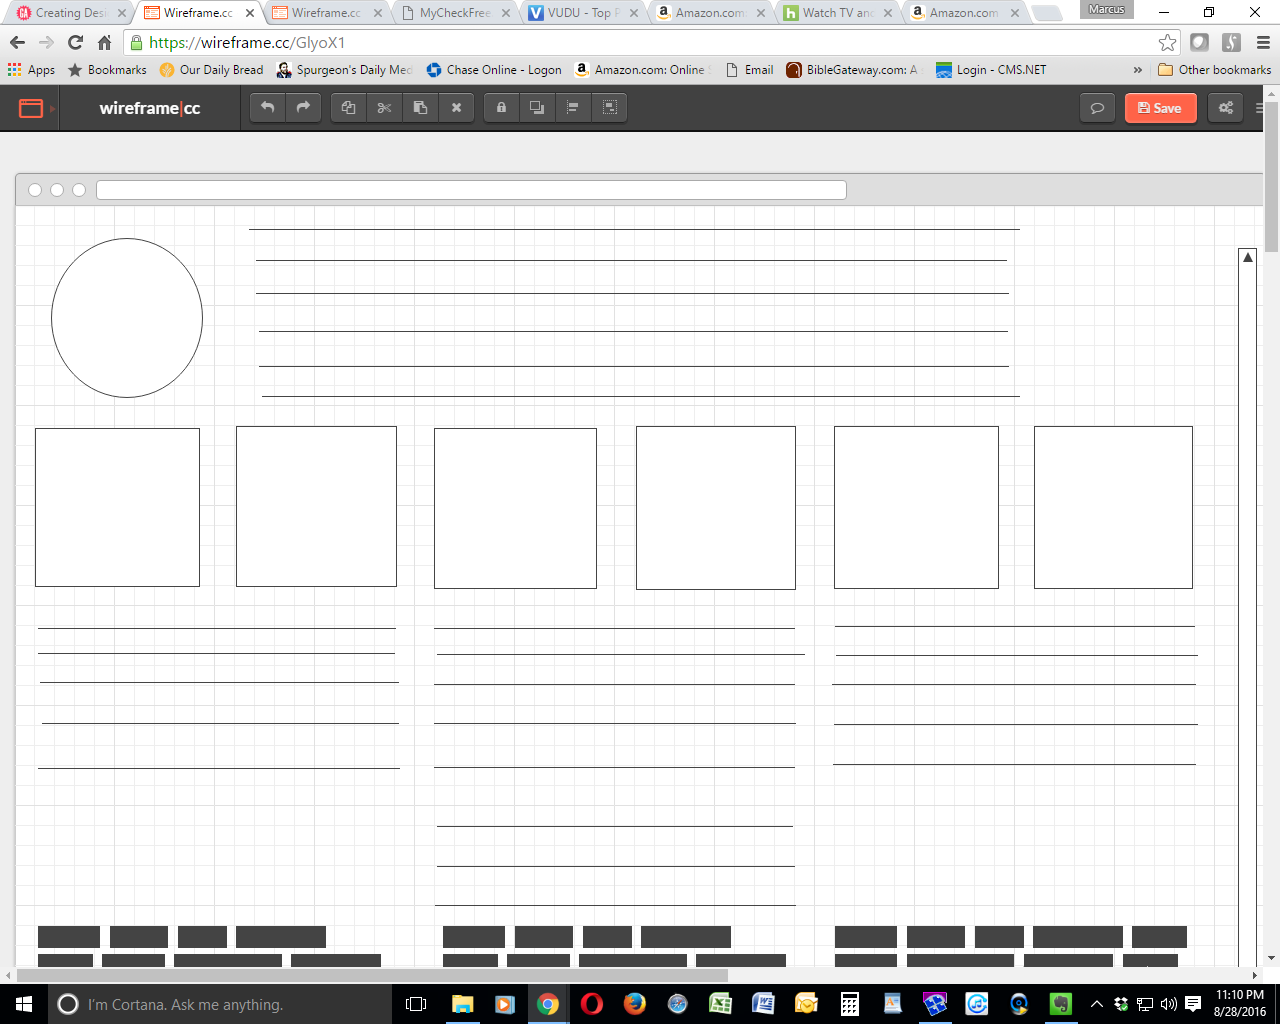 Creating Desi Wireframe.cc Wireframe.cc MyCheckFree VUDU - Top P Amazon.com Watch TV and Amazon.com Marcus
https://wireframe.cc/GlyoX1
Apps Bookmarks Our Daily Bread Spurgeon's Daily Med Chase Online - Logon Amazon.com: Online S Email BibleGateway.com: A Login - CMS.NET » Other bookmarks
wireframe|cc Save
I'm Cortana. Ask me anything. 11:10 PM
8/28/2016